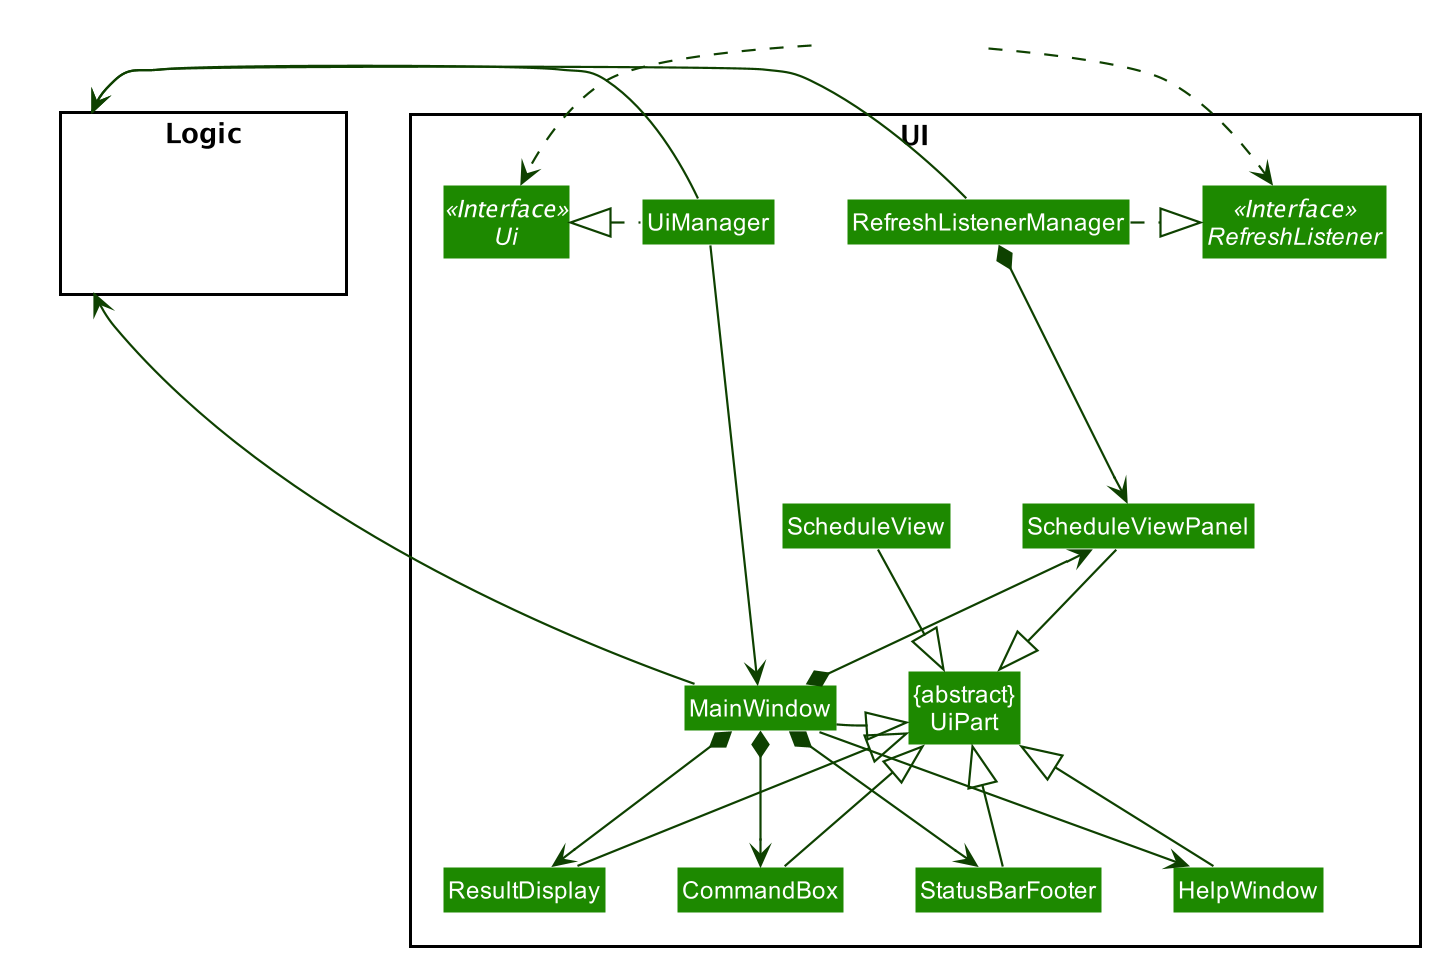 Logic
UI
«Interface»
Ui
UiManager
RefreshListenerManager
«Interface»
RefreshListener
ScheduleView
ScheduleViewPanel
MainWindow
{abstract}
UiPart
ResultDisplay
CommandBox
StatusBarFooter
HelpWindow